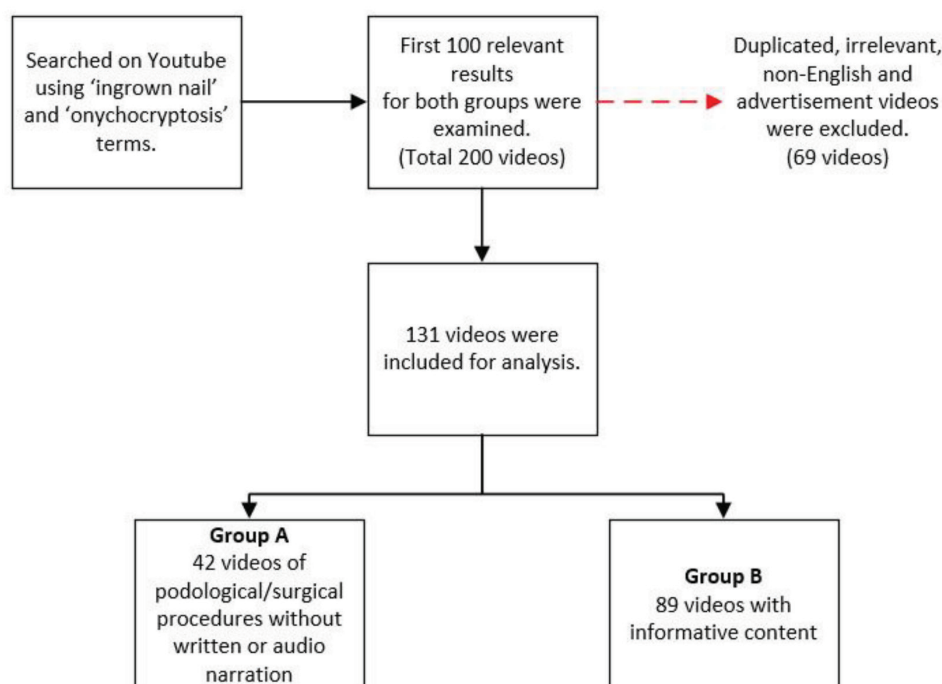 Searched on Youtube
using ‘ingrown nail’
and ‘onychocryptosis’
terms.
First 100 relevant
results
for both groups were
examined.
(Total 200 videos)
Duplicated, irrelevant,
non-English and
advertisement videos
were excluded.
(69 videos)
131 videos were
included for analysis.
Group A
42 videos of
podological/surgical
procedures without
written or audio
narration
Group B
89 videos with
informative content